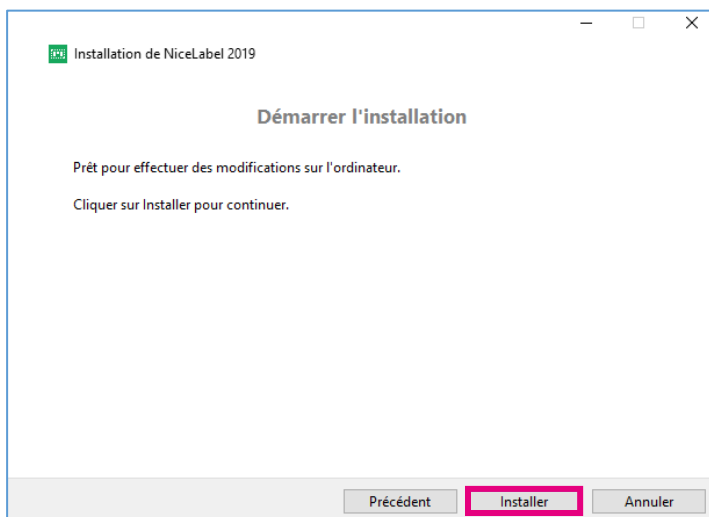 Installation de NiceLabel 2019
Démarrer l'installation
Prêt pour effectuer des modifications sur l'ordinateur.
Cliquer sur Installer pour continuer.
Précédent
Installer
Annuler